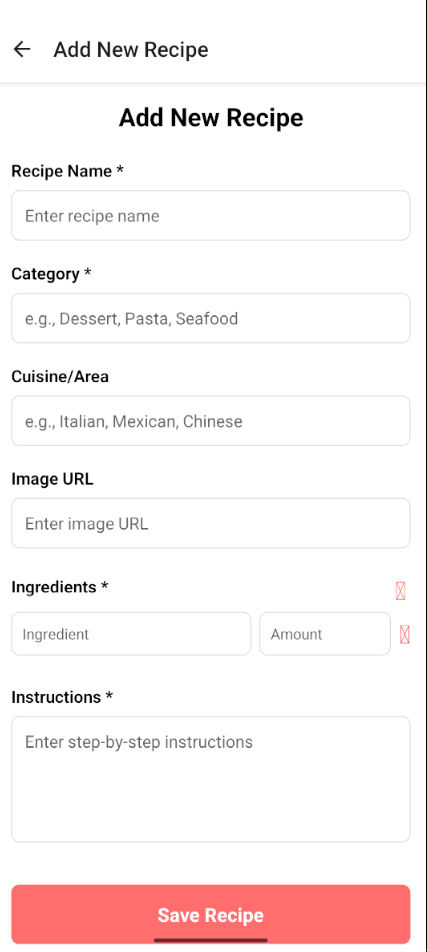 Add New Recipe
Add New Recipe
Recipe Name *
Enter recipe name
Category *
e.g., Dessert, Pasta, Seafood
Cuisine/Area
e.g., Italian, Mexican, Chinese
Image URL
Enter image URL
Ingredients *
Ingredient Amount
Instructions *
Enter step-by-step instructions
Save Recipe